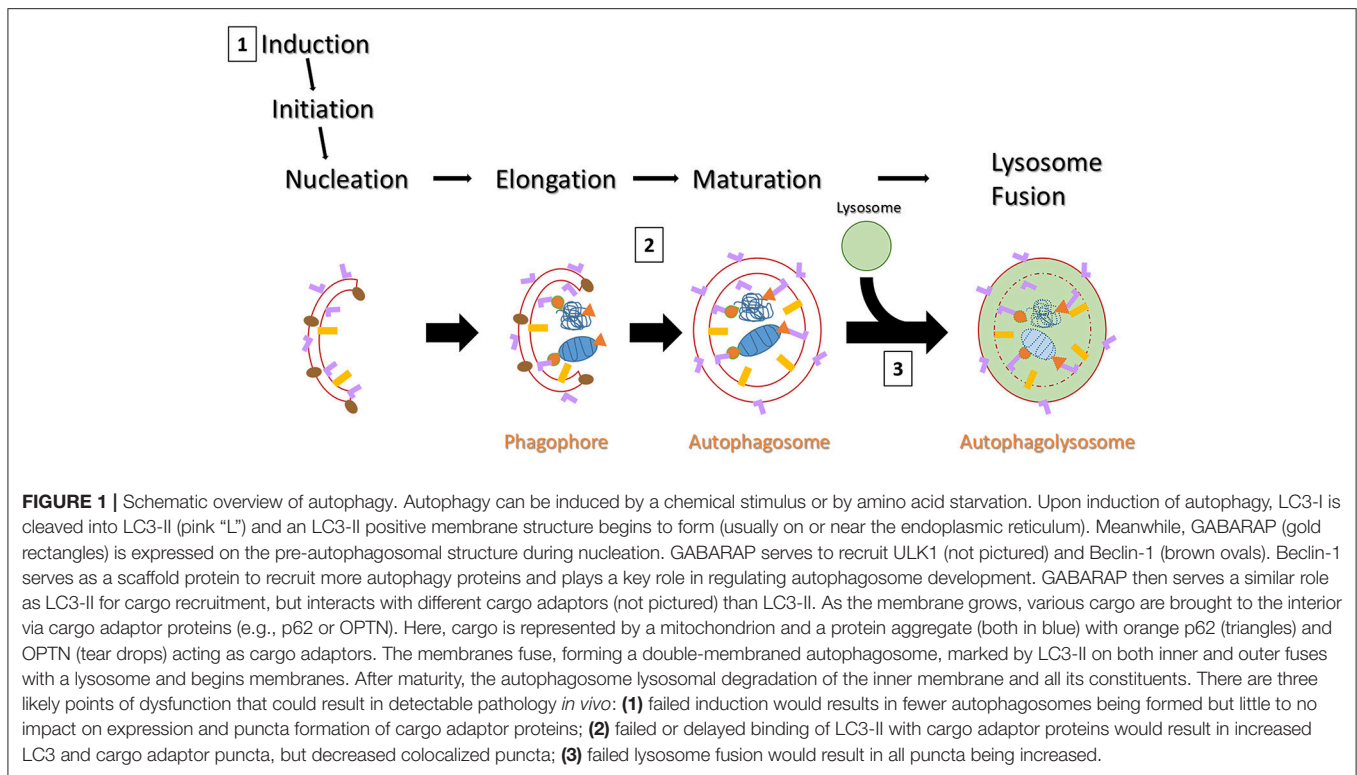 1 Induction
Initiation
Nucleation Elongation Maturation Lysosome
Fusion
Lysosome
2
3
Phagophore Autophagosome Autophagolysosome
FIGURE 1 | Schematic overview of autophagy. Autophagy can be induced by a chemical stimulus or by amino acid starvation. Upon induction of autophagy, LC3-I is
cleaved into LC3-II (pink “L”) and an LC3-II positive membrane structure begins to form (usually on or near the endoplasmic reticulum). Meanwhile, GABARAP (gold
rectangles) is expressed on the pre-autophagosomal structure during nucleation. GABARAP serves to recruit ULK1 (not pictured) and Beclin-1 (brown ovals). Beclin-1
serves as a scaffold protein to recruit more autophagy proteins and plays a key role in regulating autophagosome development. GABARAP then serves a similar role
as LC3-II for cargo recruitment, but interacts with different cargo adaptors (not pictured) than LC3-II. As the membrane grows, various cargo are brought to the interior
via cargo adaptor proteins (e.g., p62 or OPTN). Here, cargo is represented by a mitochondrion and a protein aggregate (both in blue) with orange p62 (triangles) and
OPTN (tear drops) acting as cargo adaptors. The membranes fuse, forming a double-membraned autophagosome, marked by LC3-II on both inner and outer fuses
with a lysosome and begins membranes. After maturity, the autophagosome lysosomal degradation of the inner membrane and all its constituents. There are three
likely points of dysfunction that could result in detectable pathology in vivo: (1) failed induction would results in fewer autophagosomes being formed but little to no
impact on expression and puncta formation of cargo adaptor proteins; (2) failed or delayed binding of LC3-II with cargo adaptor proteins would result in increased
LC3 and cargo adaptor puncta, but decreased colocalized puncta; (3) failed lysosome fusion would result in all puncta being increased.